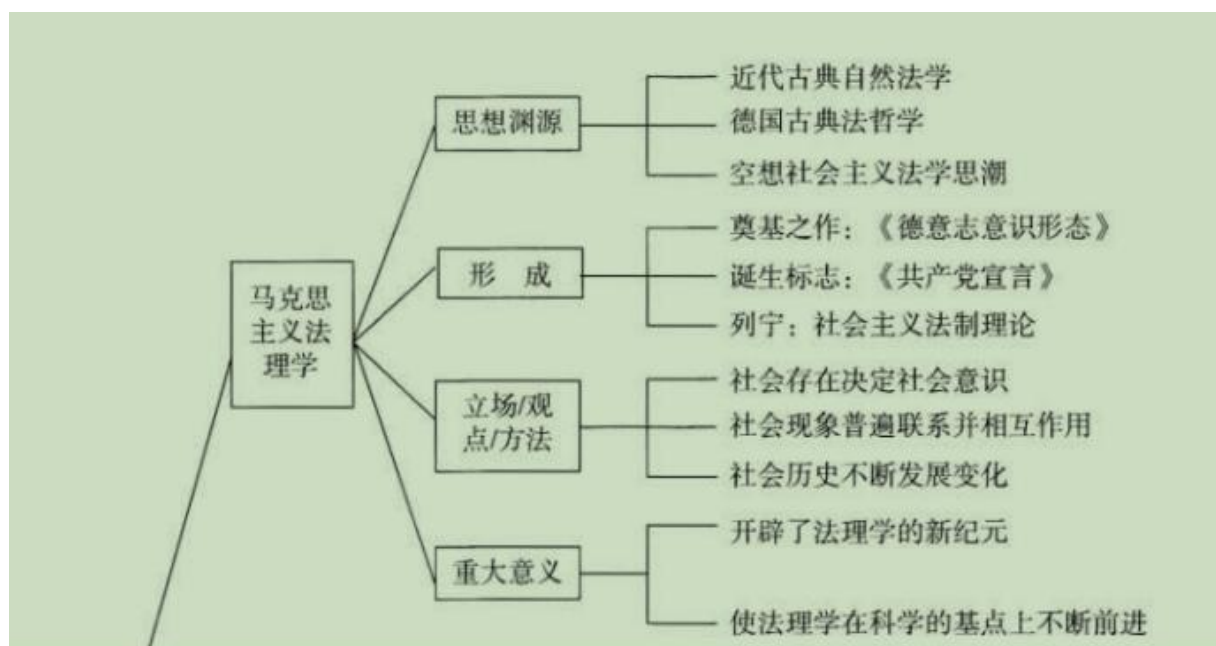 马克思
主义法
理学
思想渊源
近代古典自然法学
德国古典法哲学
空想社会主义法学思潮
形 成
奠基之作：《德意志意识形态》
诞生标志：《共产党宣言》
列宁：社会主义法制理论
立场/观
点/方法
社会存在决定社会意识
社会现象普遍联系并相互作用
社会历史不断发展变化
重大意义
开辟了法理学的新纪元
使法理学在科学的基点上不断前进